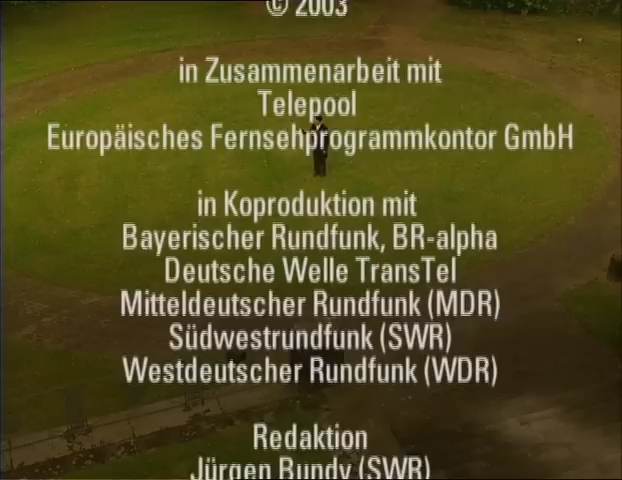 © 2003
in Zusammenarbeit mit
Telepool
Europäisches Fernsehprogrammkontor GmbH
in Koproduktion mit
Bayerischer Rundfunk, BR-alpha
Deutsche Welle TransTel
Mitteldeutscher Rundfunk (MDR)
Südwestrundfunk (SWR)
Westdeutscher Rundfunk (WDR)
Redaktion
Jürgen Bundy (SWR)